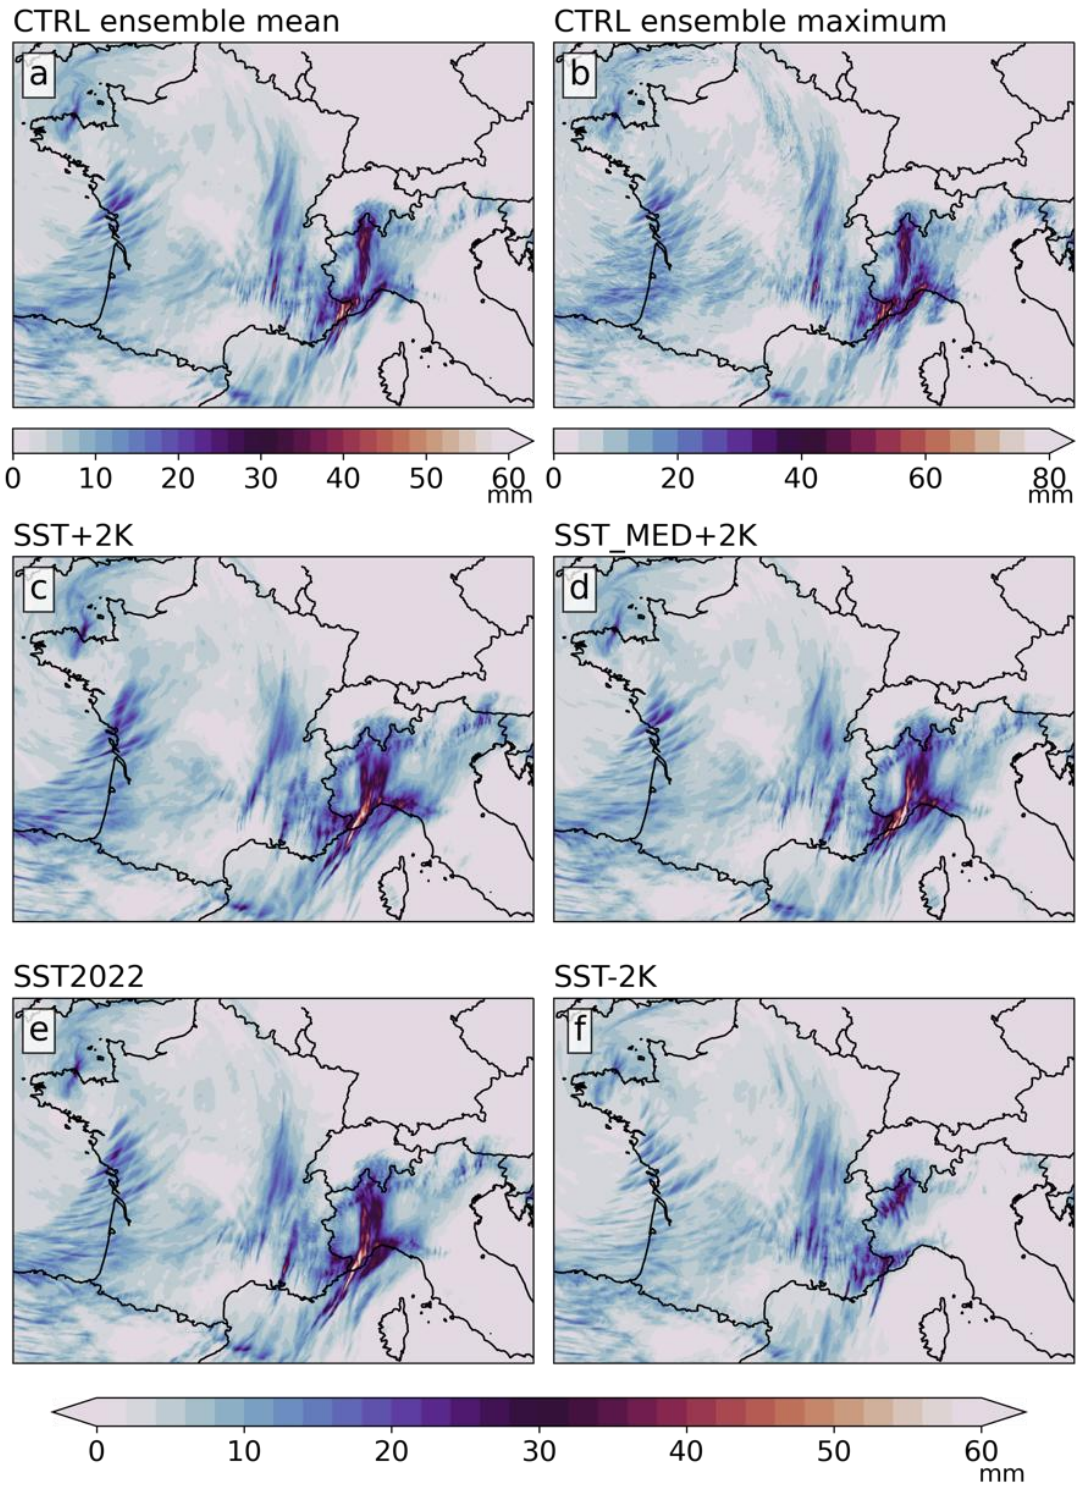 CTRL ensemble mean
CTRL ensemble maximum
a
b
0 10 20 30 40 50 60
mm
0 20 40 60 80
mm
SST+2K
SST_MED+2K
c
d
SST2022
SST-2K
e
f
0 10 20 30 40 50 60
mm